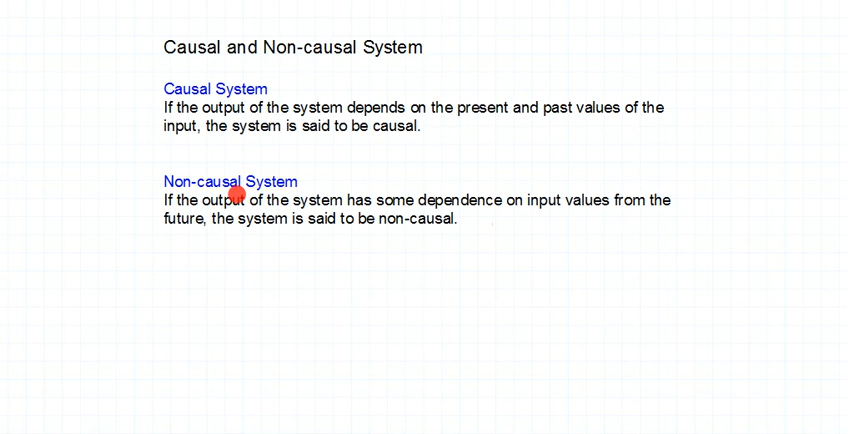 Causal and Non-causal System
Causal System
If the output of the system depends on the present and past values of the
input, the system is said to be causal.
Non-causal System
If the output of the system has some dependence on input values from the
future, the system is said to be non-causal.